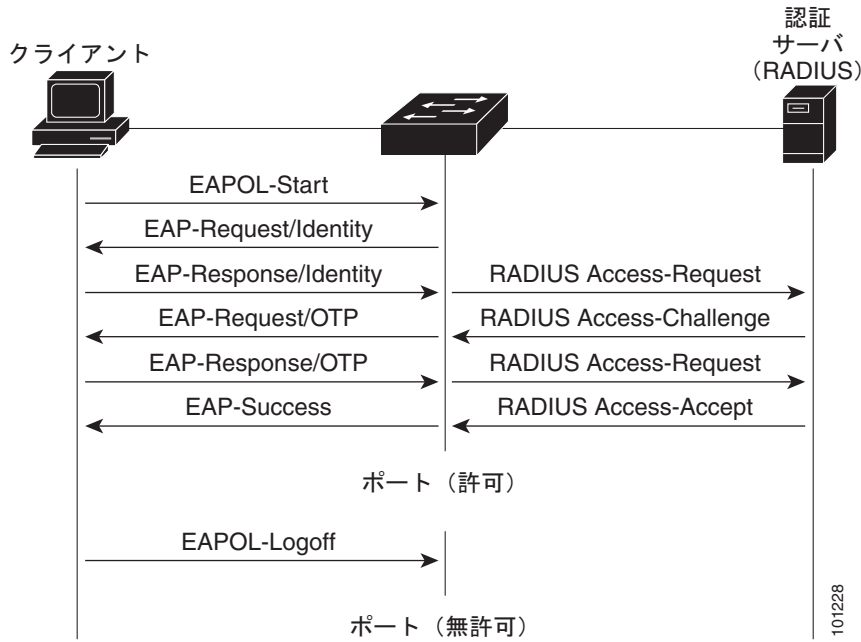 クライアント
認証
サーバ
（RADIUS）
EAPOL-Start
EAP-Request/Identity
EAP-Response/Identity
RADIUS Access-Request
EAP-Request/OTP
RADIUS Access-Challenge
EAP-Response/OTP
RADIUS Access-Request
EAP-Success
RADIUS Access-Accept
ポート（許可）
EAPOL-Logoff
ポート（無許可）
101228